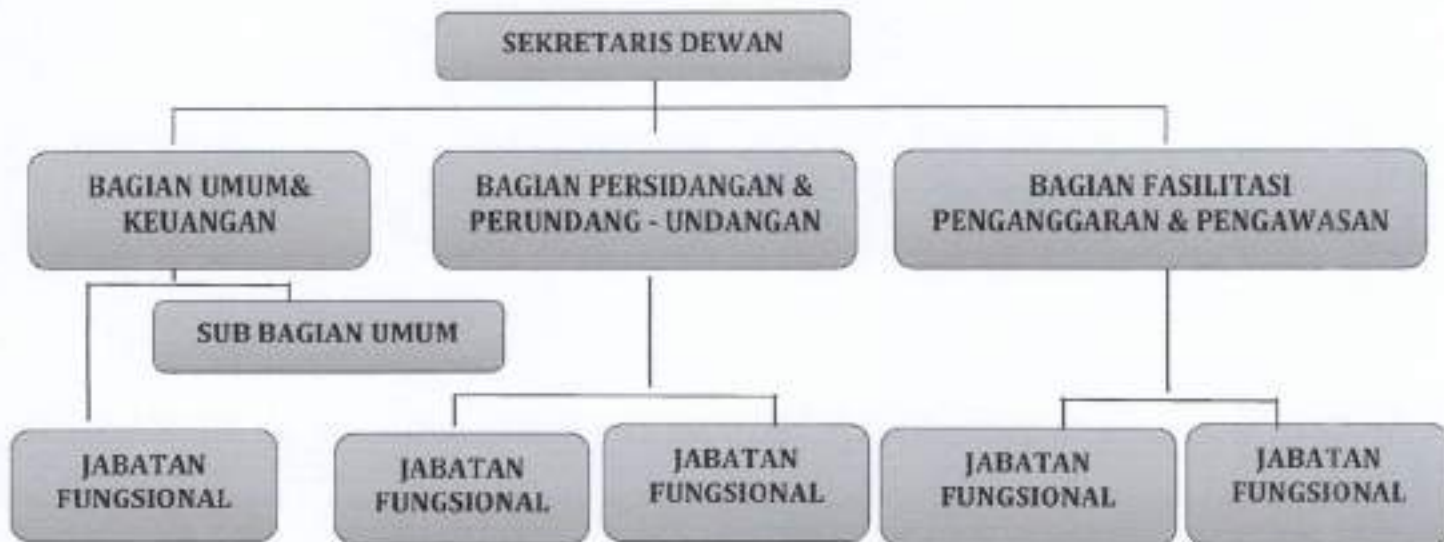 SEKRETARIS DEWAN
BAGIAN UMUM&
KEUANGAN
BAGIAN PERSIDANGAN &
PERUNDANG - UNDANGAN
BAGIAN FASILITASI
PENGANGGARAN & PENGAWASAN
SUB BAGIAN UMUM
JABATAN
FUNGSIONAL
JABATAN
FUNGSIONAL
JABATAN
FUNGSIONAL
JABATAN
FUNGSIONAL
JABATAN
FUNGSIONAL